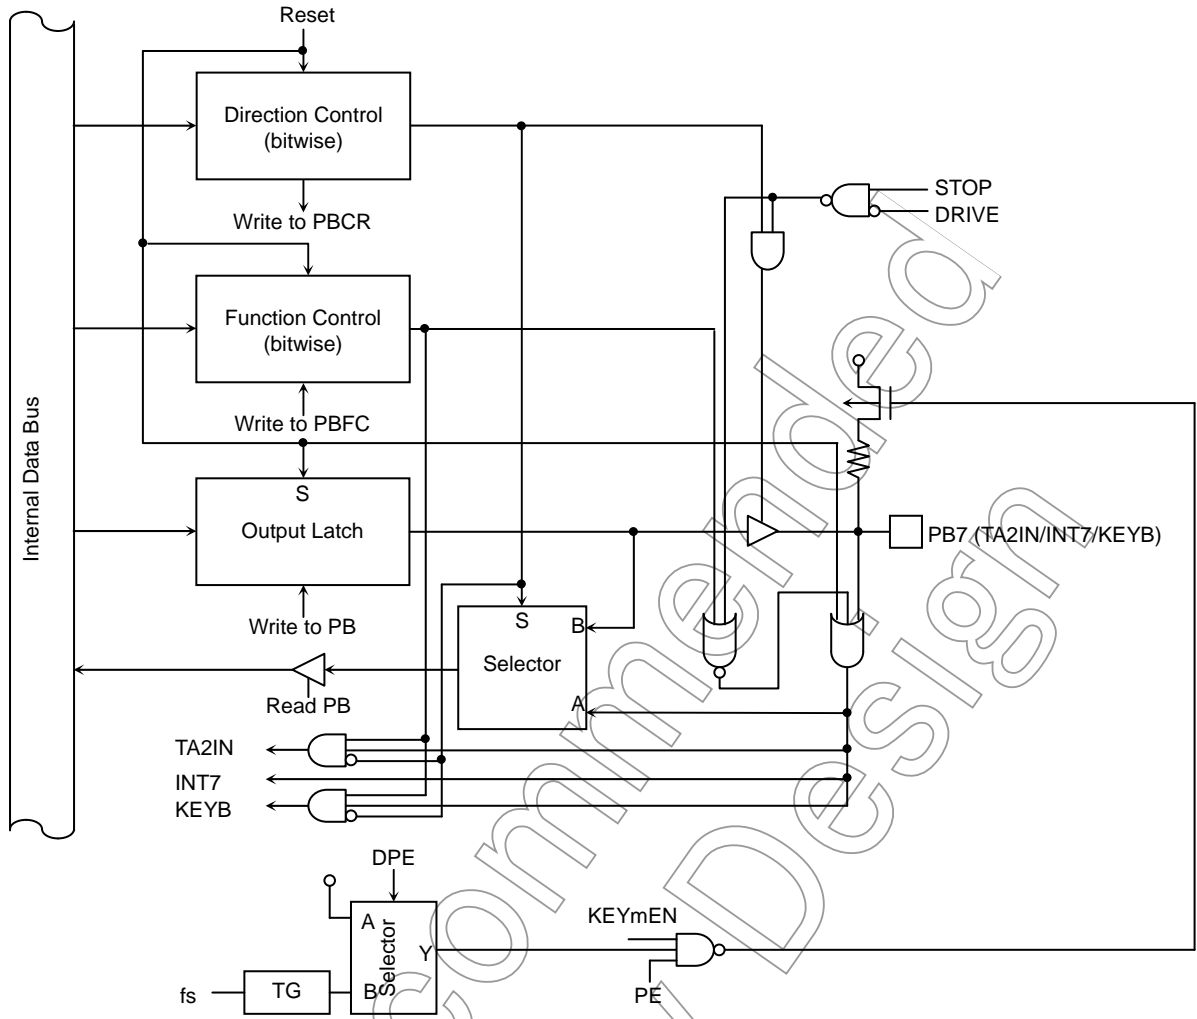 Reset
Direction Control
(bitwise)
STOP
DRIVE
Write to PBCR
Function Control
(bitwise)
Write to PBFC
Internal Data Bus
S
Output Latch
PB7 (TA2IN/INT7/KEYB)
Write to PB
S
B
Selector
A
Read PB
TA2IN
INT7
KEYB
DPE
A
Selector
Y
B
KEYmEN
PE
fs
TG
commended
Design